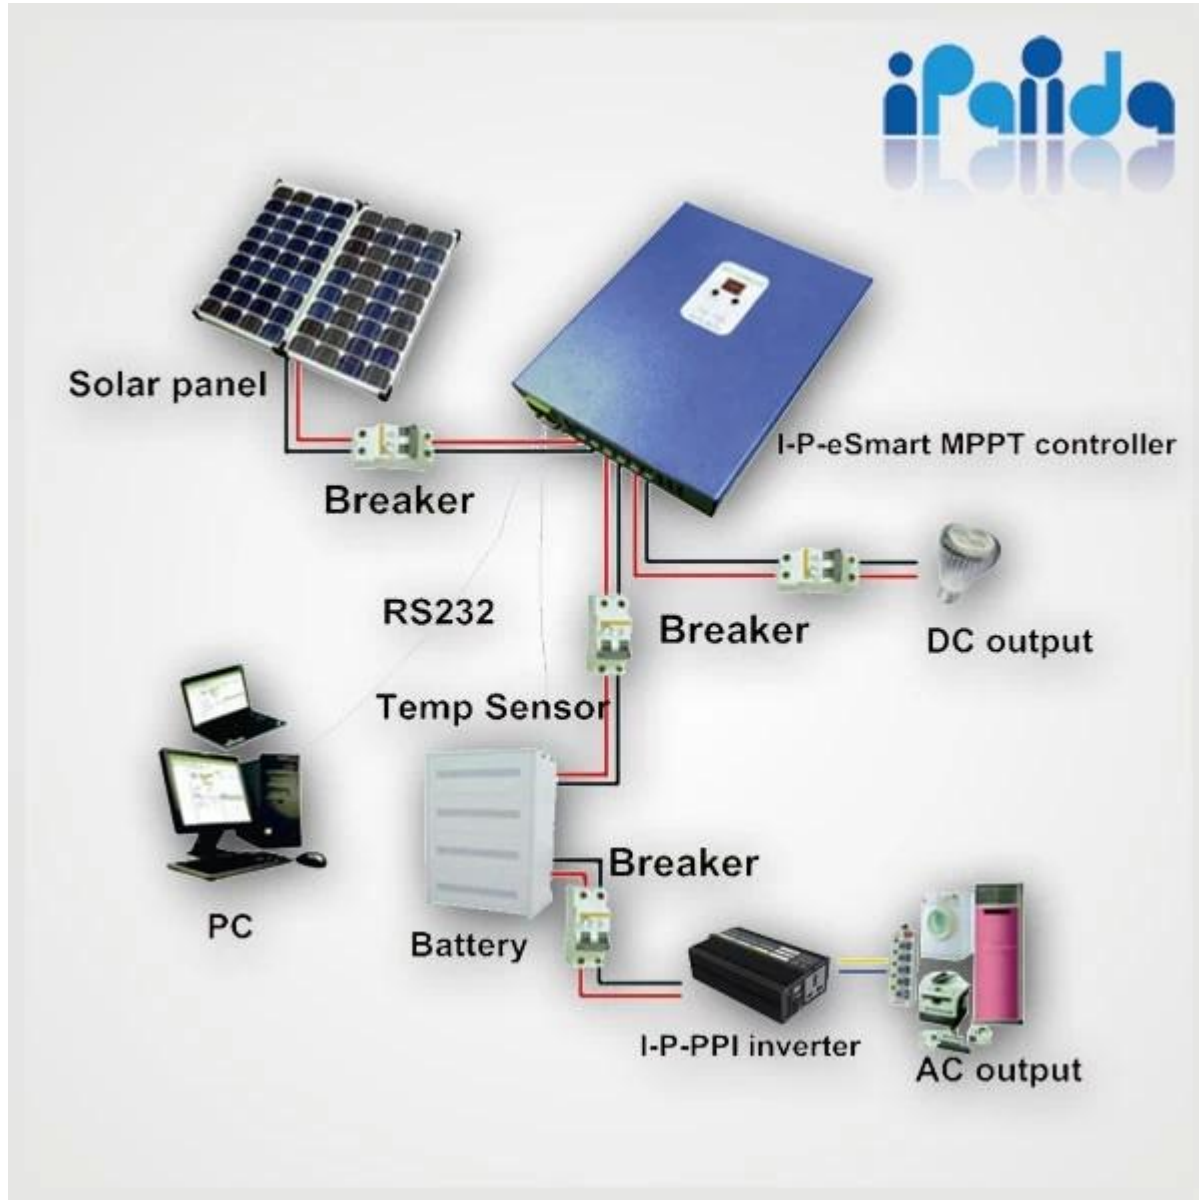 iPaiida
Solar panel
I-P-eSmart MPPT controller
Breaker
RS232
Breaker
DC output
Temp Sensor
Breaker
PC
Battery
I-P-PPI inverter
AC output